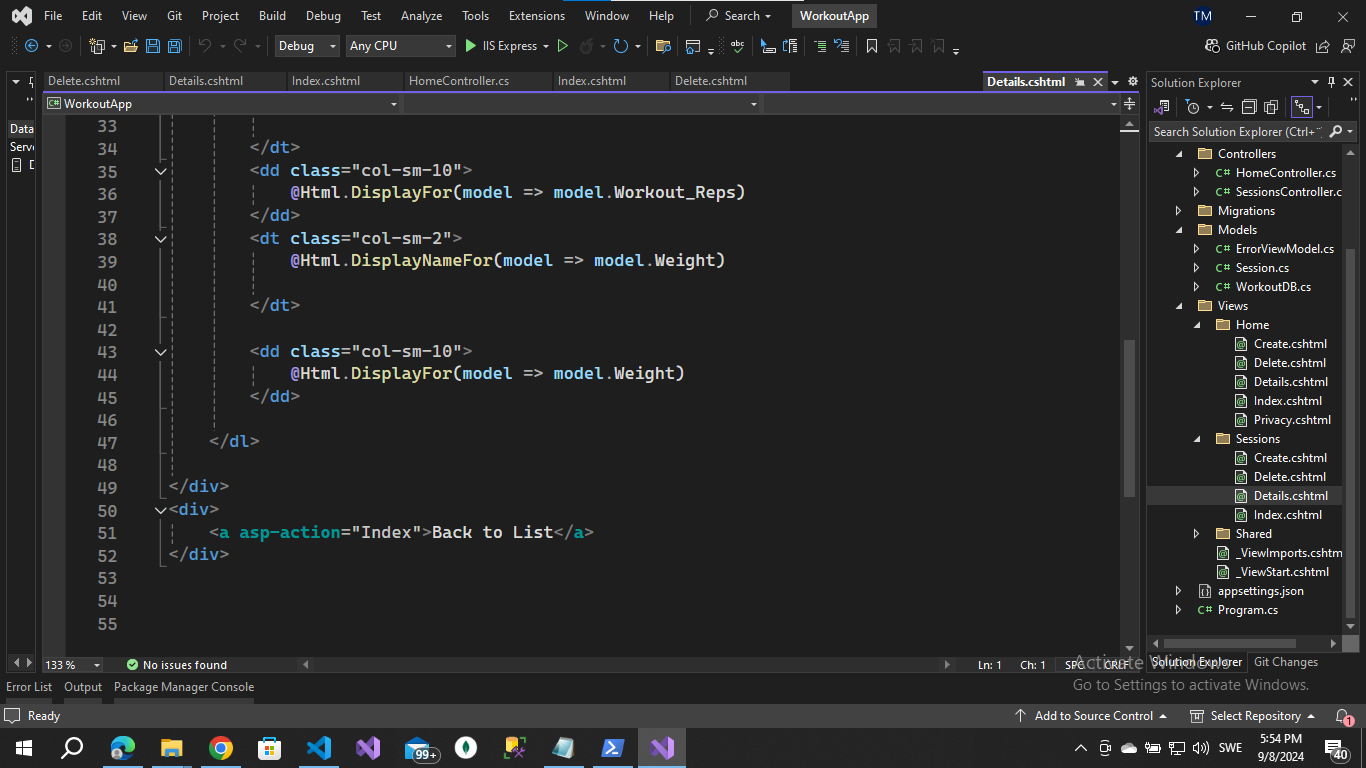 File Edit View Git Project Build Debug Test Analyze Tools Extensions Window Help Search WorkoutApp TM
Debug Any CPU IIS Express GitHub Copilot
Delete.cshtml Details.cshtml Index.cshtml HomeController.cs Index.cshtml Delete.cshtml Details.cshtml
C# WorkoutApp
33
34 </dt>
35 <dd class="col-sm-10">
36 @Html.DisplayFor(model => model.Workout_Reps)
37 </dd>
38 <dt class="col-sm-2">
39 @Html.DisplayNameFor(model => model.Weight)
40
41 </dt>
42
43 <dd class="col-sm-10">
44 @Html.DisplayFor(model => model.Weight)
45 </dd>
46
47 </dl>
48
49 </div>
50 <div>
51 <a asp-action="Index">Back to List</a>
52 </div>
53
54
55
133 % No issues found Ln: 1 Ch: 1 SPC CRLF
Data
Serv
D
Solution Explorer
Search Solution Explorer (Ctrl+
Controllers
C# HomeController.cs
C# SessionsController.c
Migrations
Models
C# ErrorViewModel.cs
C# Session.cs
C# WorkoutDB.cs
Views
Home
Create.cshtml
Delete.cshtml
Details.cshtml
Index.cshtml
Privacy.cshtml
Sessions
Create.cshtml
Delete.cshtml
Details.cshtml
Index.cshtml
Shared
_ViewImports.cshtm
_ViewStart.cshtml
appsettings.json
C# Program.cs
Solution Explorer Git Changes
Activate Windows
Go to Settings to activate Windows.
Error List Output Package Manager Console
Ready Add to Source Control Select Repository 1
99+ SWE 5:54 PM
9/8/2024 40